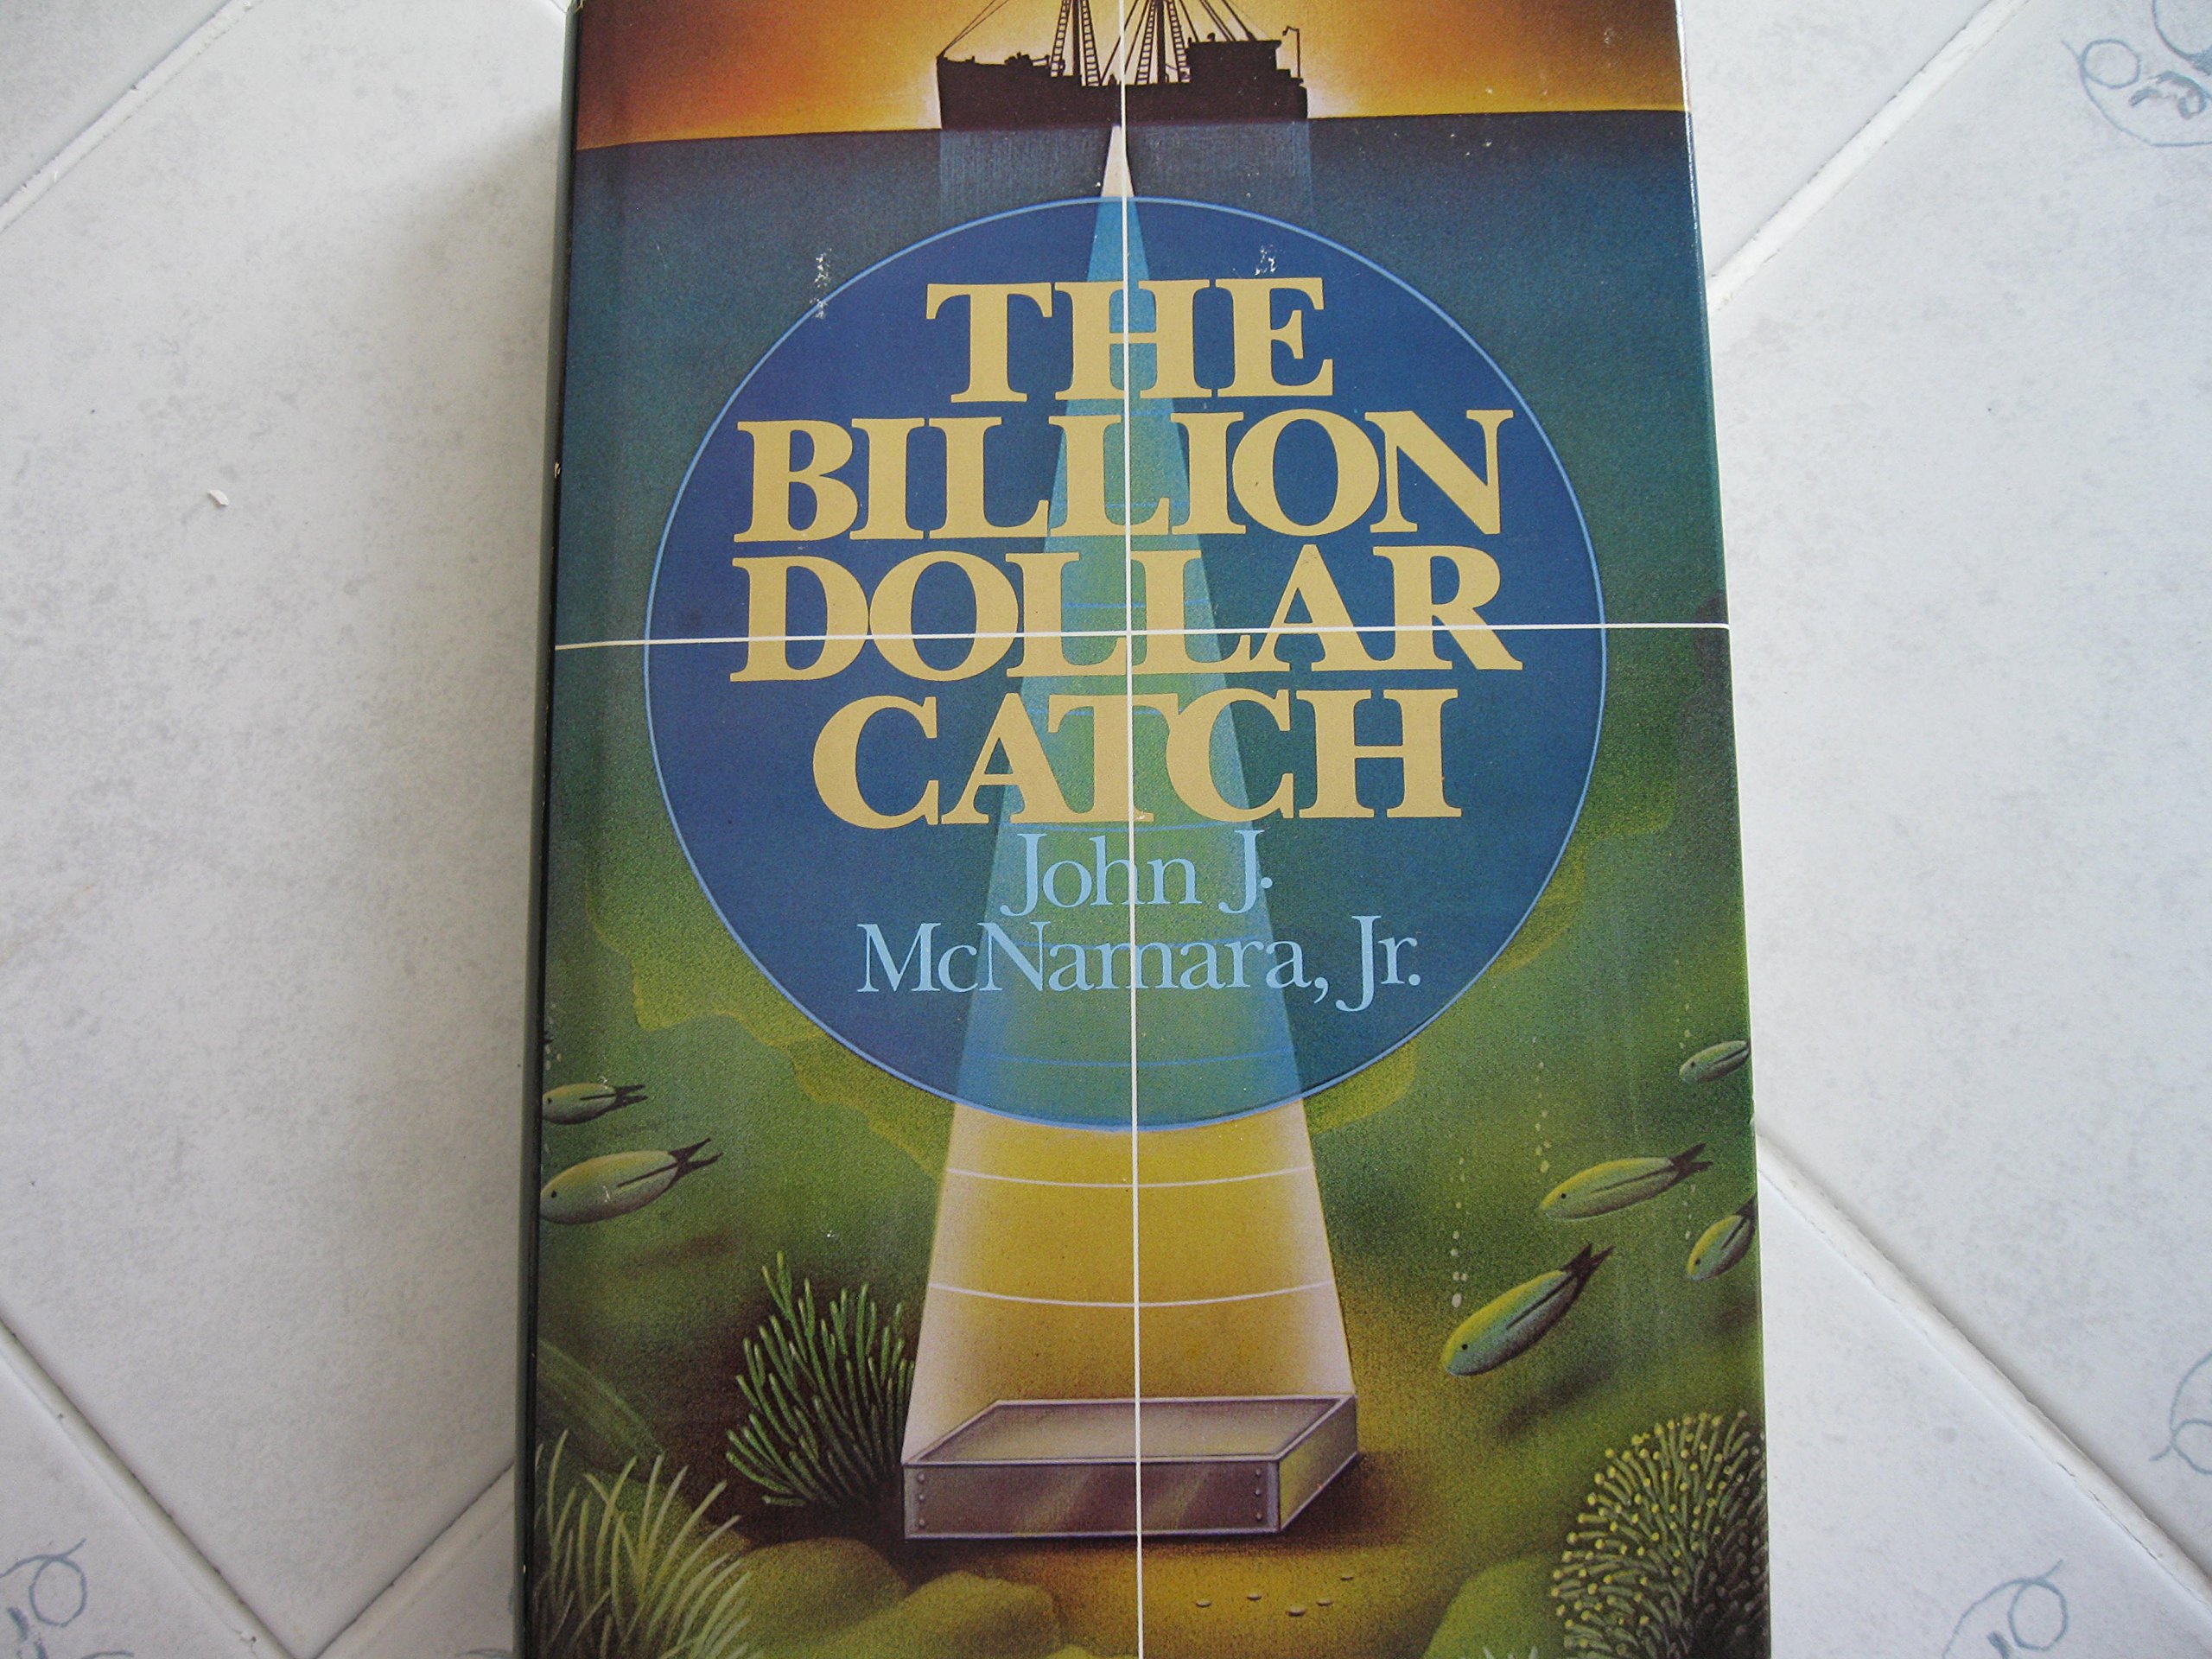 THE
BILLION
DOLLAR
CATCH
John J.
McNamara, Jr.